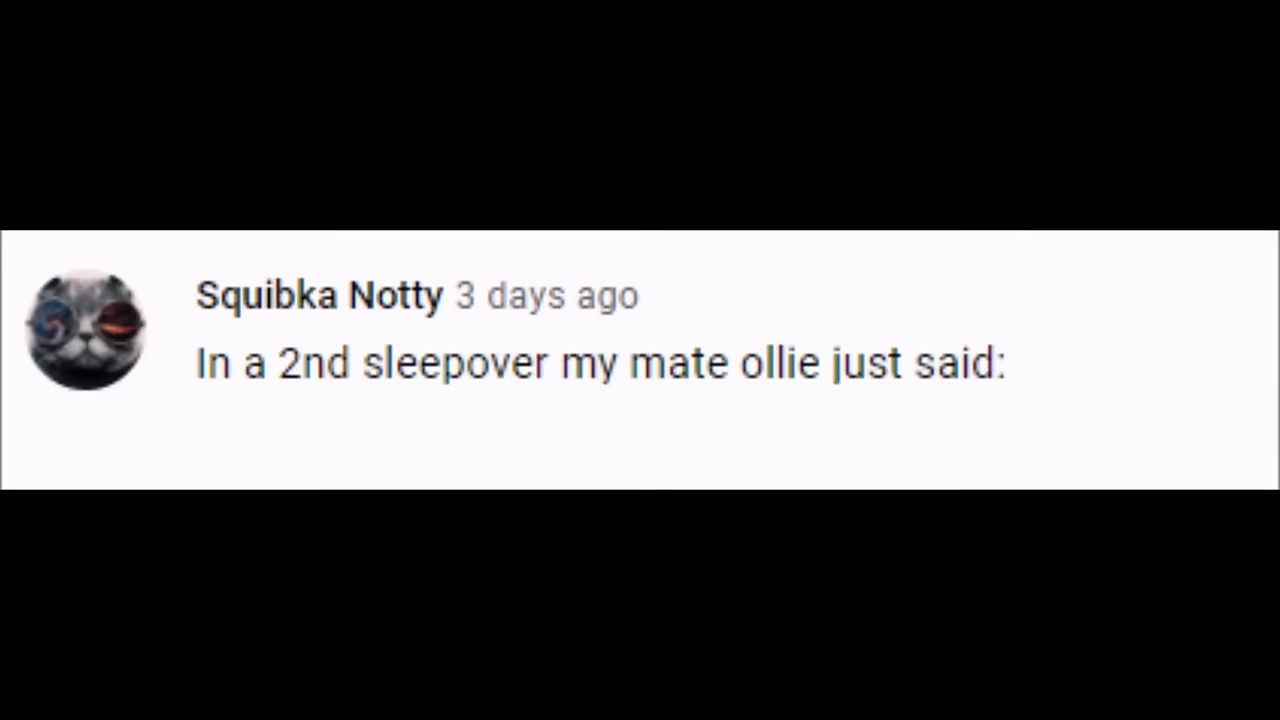 Squibka Notty 3 days ago
In a 2nd sleepover my mate ollie just said: